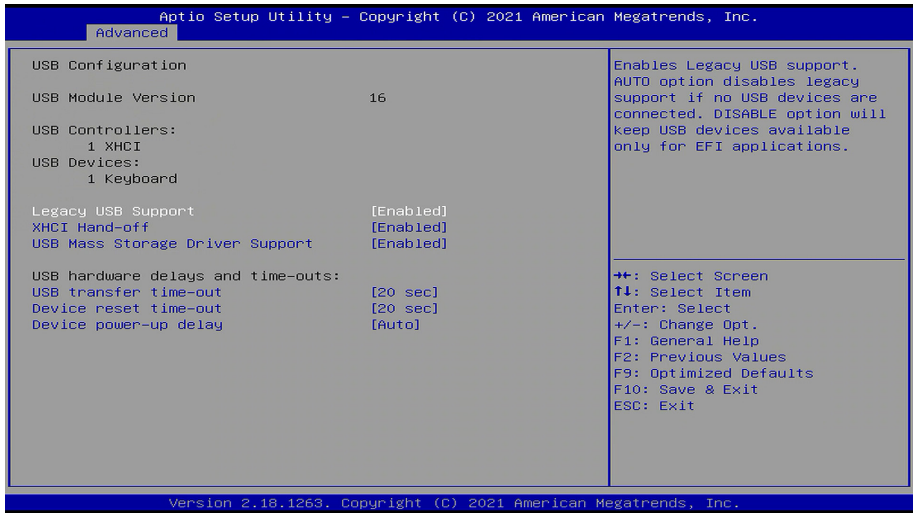 Aptio Setup Utility – Copyright (C) 2021 American Megatrends, Inc.
Advanced
USB Configuration
USB Module Version 16
USB Controllers:
1 XHCI
USB Devices:
1 Keyboard
Legacy USB Support [Enabled]
XHCI Hand-off [Enabled]
USB Mass Storage Driver Support [Enabled]
USB hardware delays and time-outs:
USB transfer time-out [20 sec]
Device reset time-out [20 sec]
Device power-up delay [Auto]
Enables Legacy USB support.
AUTO option disables legacy
support if no USB devices are
connected. DISABLE option will
keep USB devices available
only for EFI applications.
→←: Select Screen
↑↓: Select Item
Enter: Select
+/-: Change Opt.
F1: General Help
F2: Previous Values
F9: Optimized Defaults
F10: Save & Exit
ESC: Exit
Version 2.18.1263. Copyright (C) 2021 American Megatrends, Inc.